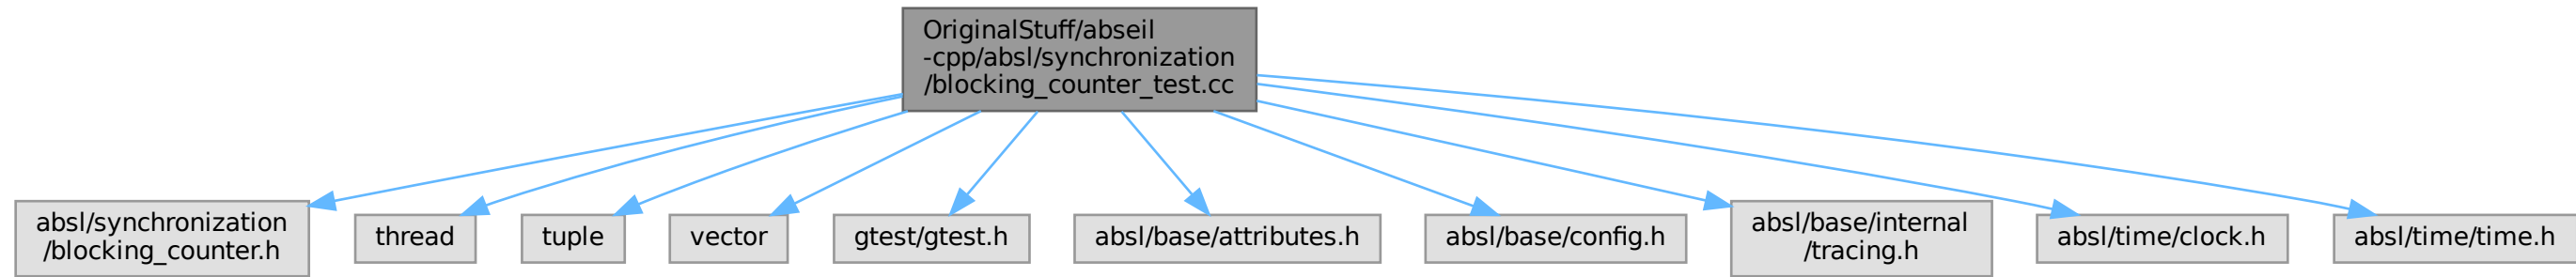 OriginalStuff/abseil
-cpp/absl/synchronization
/blocking_counter_test.cc
absl/synchronization
/blocking_counter.h
thread
tuple
vector
gtest/gtest.h
absl/base/attributes.h
absl/base/config.h
absl/base/internal
/tracing.h
absl/time/clock.h
absl/time/time.h